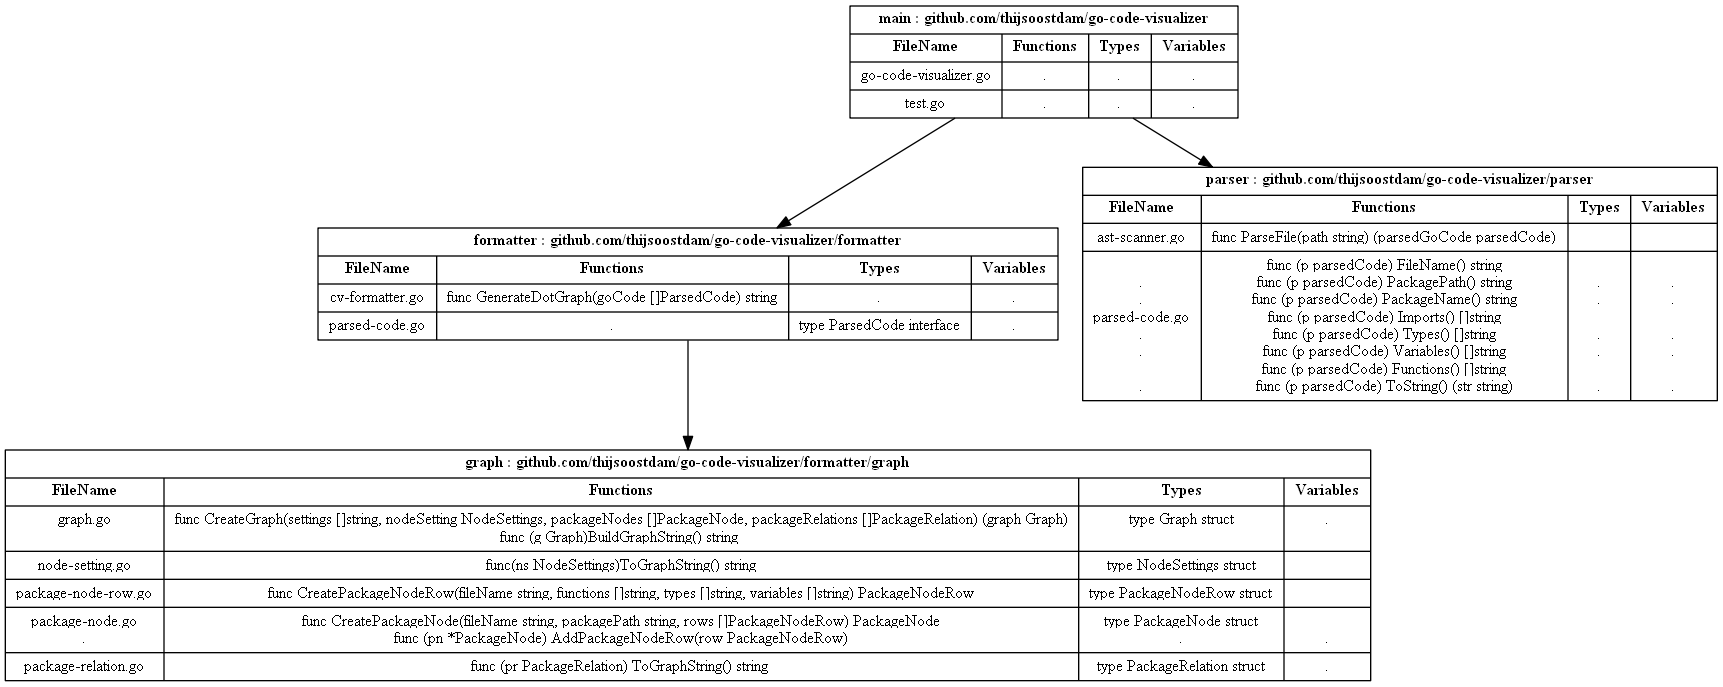 main : github.com/thijsoostdam/go-code-visualizer
FileName Functions Types Variables
go-code-visualizer.go . . .
test.go . . .
formatter : github.com/thijsoostdam/go-code-visualizer/formatter
FileName Functions Types Variables
cv-formatter.go func GenerateDotGraph(goCode []ParsedCode) string . .
parsed-code.go . type ParsedCode interface .
parser : github.com/thijsoostdam/go-code-visualizer/parser
FileName Functions Types Variables
ast-scanner.go func ParseFile(path string) (parsedGoCode parsedCode)
func (p parsedCode) FileName() string
. func (p parsedCode) PackagePath() string . .
. func (p parsedCode) PackageName() string . .
parsed-code.go func (p parsedCode) Imports() []string
. func (p parsedCode) Types() []string . .
. func (p parsedCode) Variables() []string . .
func (p parsedCode) Functions() []string
. func (p parsedCode) ToString() (str string) . .
graph : github.com/thijsoostdam/go-code-visualizer/formatter/graph
FileName Functions Types Variables
graph.go func CreateGraph(settings []string, nodeSetting NodeSettings, packageNodes []PackageNode, packageRelations []PackageRelation) (graph Graph) type Graph struct .
func (g Graph)BuildGraphString() string
node-setting.go func(ns NodeSettings)ToGraphString() string type NodeSettings struct
package-node-row.go func CreatePackageNodeRow(fileName string, functions []string, types []string, variables []string) PackageNodeRow type PackageNodeRow struct
package-node.go func CreatePackageNode(fileName string, packagePath string, rows []PackageNodeRow) PackageNode type PackageNode struct
. func (pn *PackageNode) AddPackageNodeRow(row PackageNodeRow) . .
package-relation.go func (pr PackageRelation) ToGraphString() string type PackageRelation struct .